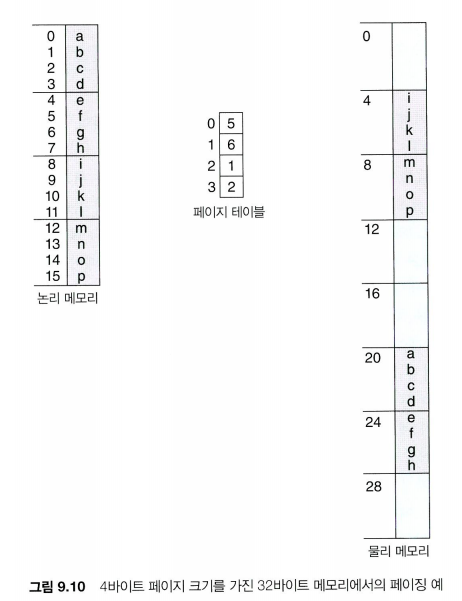 0 a
1 b
2 c
3 d
4 e
5 f
6 g
7 h
8 i
9 j
10 k
11 l
12 m
13 n
14 o
15 p
논리 메모리
0 5
1 6
2 1
3 2
페이지 테이블
0
4 i
j
k
l
8 m
n
o
p
12
16
20 a
b
c
d
24 e
f
g
h
28
물리 메모리
그림 9.10 4바이트 페이지 크기를 가진 32바이트 메모리에서의 페이징 예